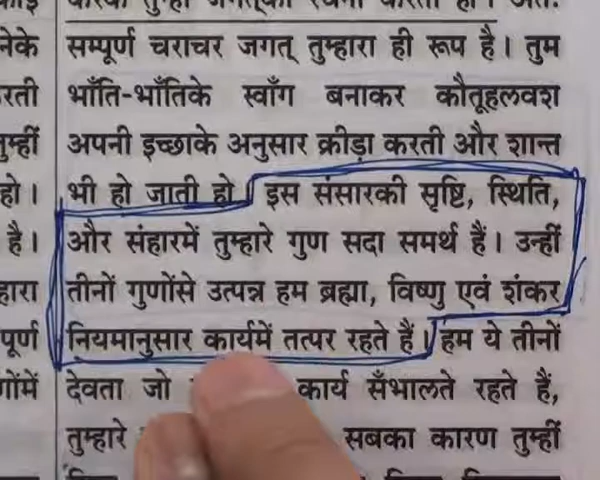 सम्पूर्ण चराचर जगत् तुम्हारा ही रूप है। तुम
भाँति-भाँतिके स्वाँग बनाकर कौतूहलवश
अपनी इच्छाके अनुसार क्रीड़ा करती और शान्त
भी हो जाती हो। इस संसारकी सृष्टि, स्थिति,
और संहारमें तुम्हारे गुण सदा समर्थ हैं। उन्हीं
तीनों गुणोंसे उत्पन्न हम ब्रह्मा, विष्णु एवं शंकर
नियमानुसार कार्यमें तत्पर रहते हैं। हम ये तीनों
देवता जो कार्य सँभालते रहते हैं,
तुम्हारे सबका कारण तुम्हीं